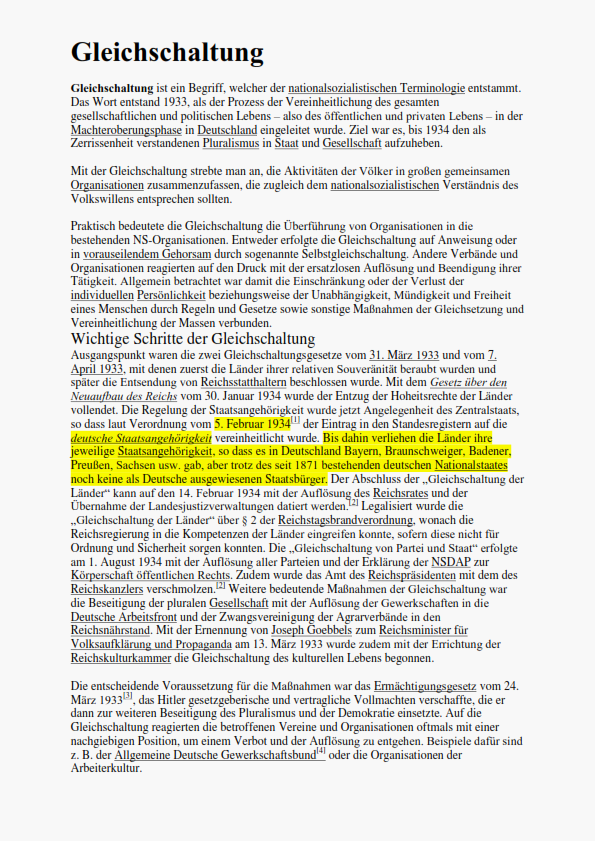 Gleichschaltung
Gleichschaltung ist ein Begriff, welcher der nationalsozialistischen Terminologie entstammt.
Das Wort entstand 1933, als der Prozess der Vereinheitlichung des gesamten
gesellschaftlichen und politischen Lebens – also des öffentlichen und privaten Lebens – in der
Machteroberungsphase in Deutschland eingeleitet wurde. Ziel war es, bis 1934 den als
Zerrissenheit verstandenen Pluralismus in Staat und Gesellschaft aufzuheben.
Mit der Gleichschaltung strebte man an, die Aktivitäten der Völker in großen gemeinsamen
Organisationen zusammenzufassen, die zugleich dem nationalsozialistischen Verständnis des
Volkswillens entsprechen sollten.
Praktisch bedeutete die Gleichschaltung die Überführung von Organisationen in die
bestehenden NS-Organisationen. Entweder erfolgte die Gleichschaltung auf Anweisung oder
in vorauseilendem Gehorsam durch sogenannte Selbstgleichschaltung. Andere Verbände und
Organisationen reagierten auf den Druck mit der ersatzlosen Auflösung und Beendigung ihrer
Tätigkeit. Allgemein betrachtet war damit die Einschränkung oder der Verlust der
individuellen Persönlichkeit beziehungsweise der Unabhängigkeit, Mündigkeit und Freiheit
eines Menschen durch Regeln und Gesetze sowie sonstige Maßnahmen der Gleichsetzung und
Vereinheitlichung der Massen verbunden.
Wichtige Schritte der Gleichschaltung
Ausgangspunkt waren die zwei Gleichschaltungsgesetze vom 31. März 1933 und vom 7.
April 1933, mit denen zuerst die Länder ihrer relativen Souveränität beraubt wurden und
später die Entsendung von Reichsstatthaltern beschlossen wurde. Mit dem Gesetz über den
Neuaufbau des Reichs vom 30. Januar 1934 wurde der Entzug der Hoheitsrechte der Länder
vollendet. Die Regelung der Staatsangehörigkeit wurde jetzt Angelegenheit des Zentralstaats,
so dass laut Verordnung vom 5. Februar 1934[1] der Eintrag in den Standesregistern auf die
deutsche Staatsangehörigkeit vereinheitlicht wurde. Bis dahin verliehen die Länder ihre
jeweilige Staatsangehörigkeit, so dass es in Deutschland Bayern, Braunschweiger, Badener,
Preußen, Sachsen usw. gab, aber trotz des seit 1871 bestehenden deutschen Nationalstaates
noch keine als Deutsche ausgewiesenen Staatsbürger. Der Abschluss der „Gleichschaltung der
Länder“ kann auf den 14. Februar 1934 mit der Auflösung des Reichsrates und der
Übernahme der Landesjustizverwaltungen datiert werden.[2] Legalisiert wurde die
„Gleichschaltung der Länder“ über § 2 der Reichstagsbrandverordnung, wonach die
Reichsregierung in die Kompetenzen der Länder eingreifen konnte, sofern diese nicht für
Ordnung und Sicherheit sorgen konnten. Die „Gleichschaltung von Partei und Staat“ erfolgte
am 1. August 1934 mit der Auflösung aller Parteien und der Erklärung der NSDAP zur
Körperschaft öffentlichen Rechts. Zudem wurde das Amt des Reichspräsidenten mit dem des
Reichskanzlers verschmolzen.[2] Weitere bedeutende Maßnahmen der Gleichschaltung war
die Beseitigung der pluralen Gesellschaft mit der Auflösung der Gewerkschaften in die
Deutsche Arbeitsfront und der Zwangsvereinigung der Agrarverbände in den
Reichsnährstand. Mit der Ernennung von Joseph Goebbels zum Reichsminister für
Volksaufklärung und Propaganda am 13. März 1933 wurde zudem mit der Errichtung der
Reichskulturkammer die Gleichschaltung des kulturellen Lebens begonnen.
Die entscheidende Voraussetzung für die Maßnahmen war das Ermächtigungsgesetz vom 24.
März 1933[3], das Hitler gesetzgeberische und vertragliche Vollmachten verschaffte, die er
dann zur weiteren Beseitigung des Pluralismus und der Demokratie einsetzte. Auf die
Gleichschaltung reagierten die betroffenen Vereine und Organisationen oftmals mit einer
nachgiebigen Position, um einem Verbot und der Auflösung zu entgehen. Beispiele dafür sind
z. B. der Allgemeine Deutsche Gewerkschaftsbund[4] oder die Organisationen der
Arbeiterkultur.